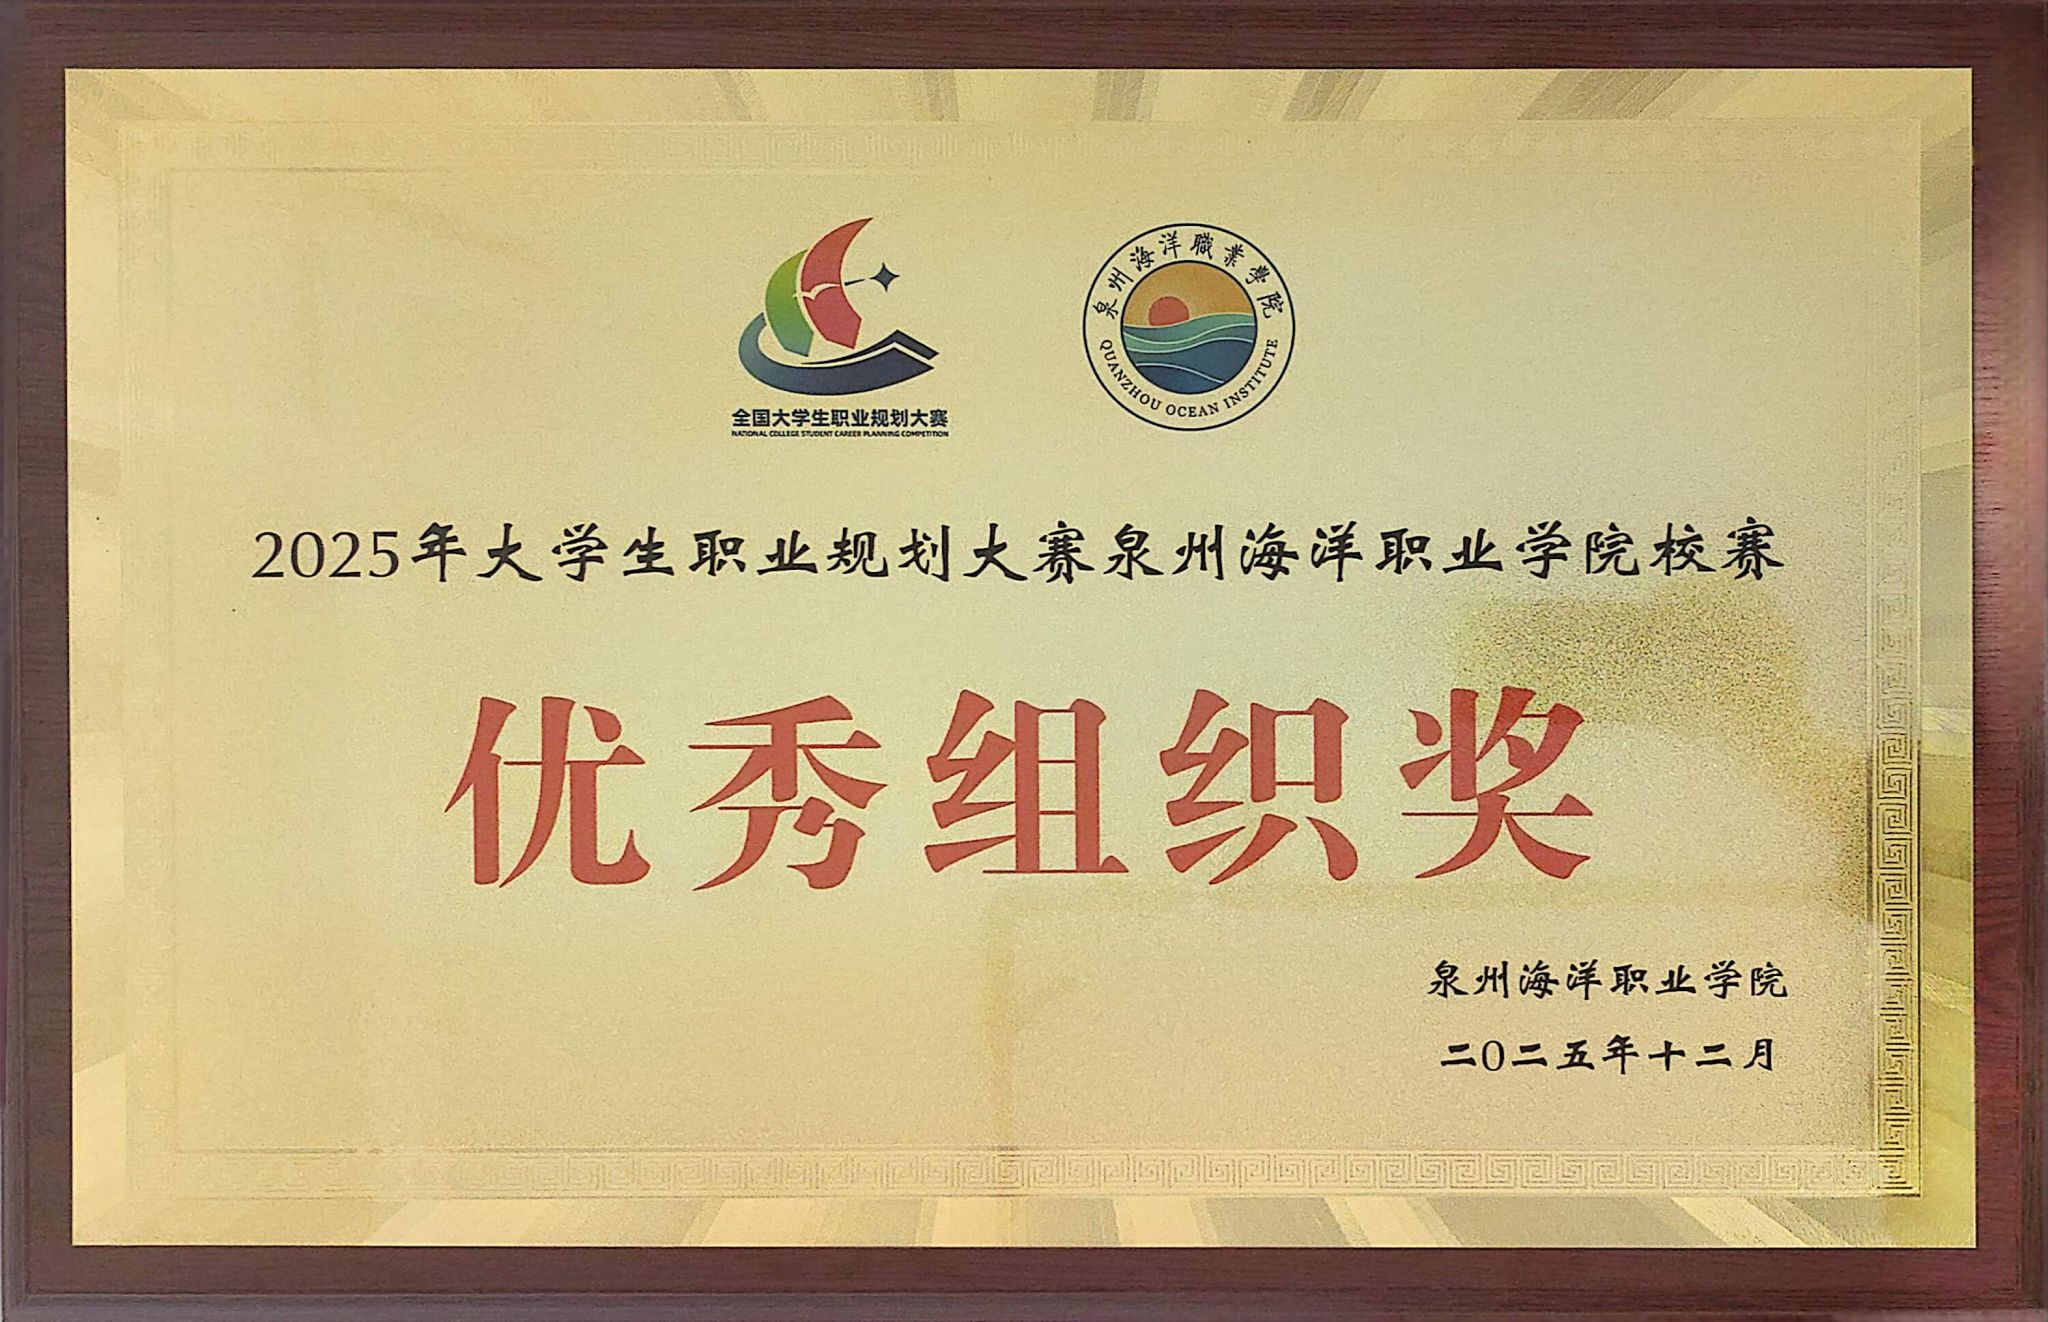 全国大学生职业规划大赛
NATIONAL COLLEGE STUDENT CAREER PLANNING COMPETITION
泉州海洋職業學院
QUANZHOU OCEAN INSTITUTE
2025年大学生职业规划大赛泉州海洋职业学院校赛
优秀组织奖
泉州海洋职业学院
二0二五年十二月